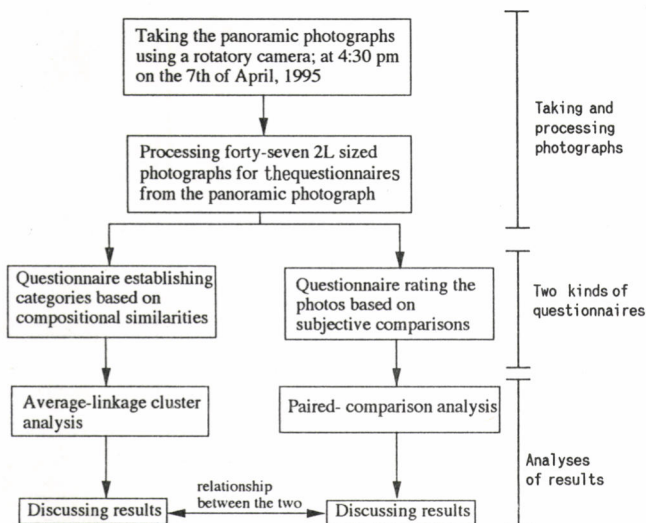 Taking the panoramic photographs
using a rotatory camera; at 4:30 pm
on the 7th of April, 1995
Taking and
processing
photographs
Processing forty-seven 2L sized
photographs for thequestionnaires
from the panoramic photograph
Questionnaire establishing
categories based on
compositional similarities
Questionnaire rating the
photos based on
subjective comparisons
Two kinds of
questionnaires
Average-linkage cluster
analysis
Paired- comparison analysis
Analyses
of results
relationship
between the two
Discussing results
Discussing results